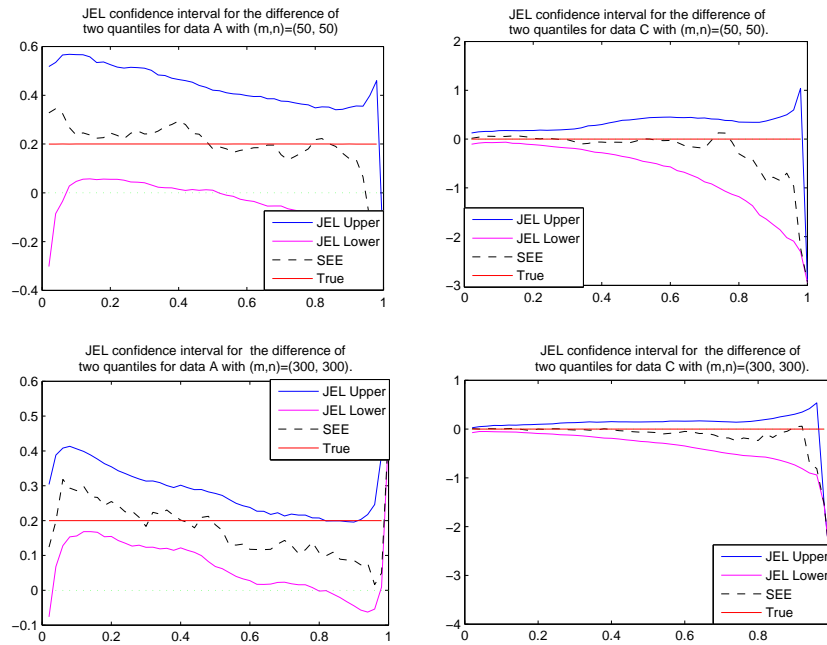 JEL confidence interval for the difference of
two quantiles for data A with (m,n)=(50, 50)
0.6
0.4
0.2
0
−0.2
−0.4
0
0.2
0.4
0.6
0.8
1
JEL Upper
JEL Lower
SEE
True
JEL confidence interval for the difference of
two quantiles for data C with (m,n)=(50, 50).
2
1
0
−1
−2
−3
0
0.2
0.4
0.6
0.8
1
JEL Upper
JEL Lower
SEE
True
JEL confidence interval for the difference of
two quantiles for data A with (m,n)=(300, 300).
0.6
0.5
0.4
0.3
0.2
0.1
0
−0.1
0
0.2
0.4
0.6
0.8
1
JEL Upper
JEL Lower
SEE
True
JEL confidence interval for the difference of
two quantiles for data C with (m,n)=(300, 300).
1
0
−1
−2
−3
−4
0
0.2
0.4
0.6
0.8
JEL Upper
JEL Lower
SEE
True